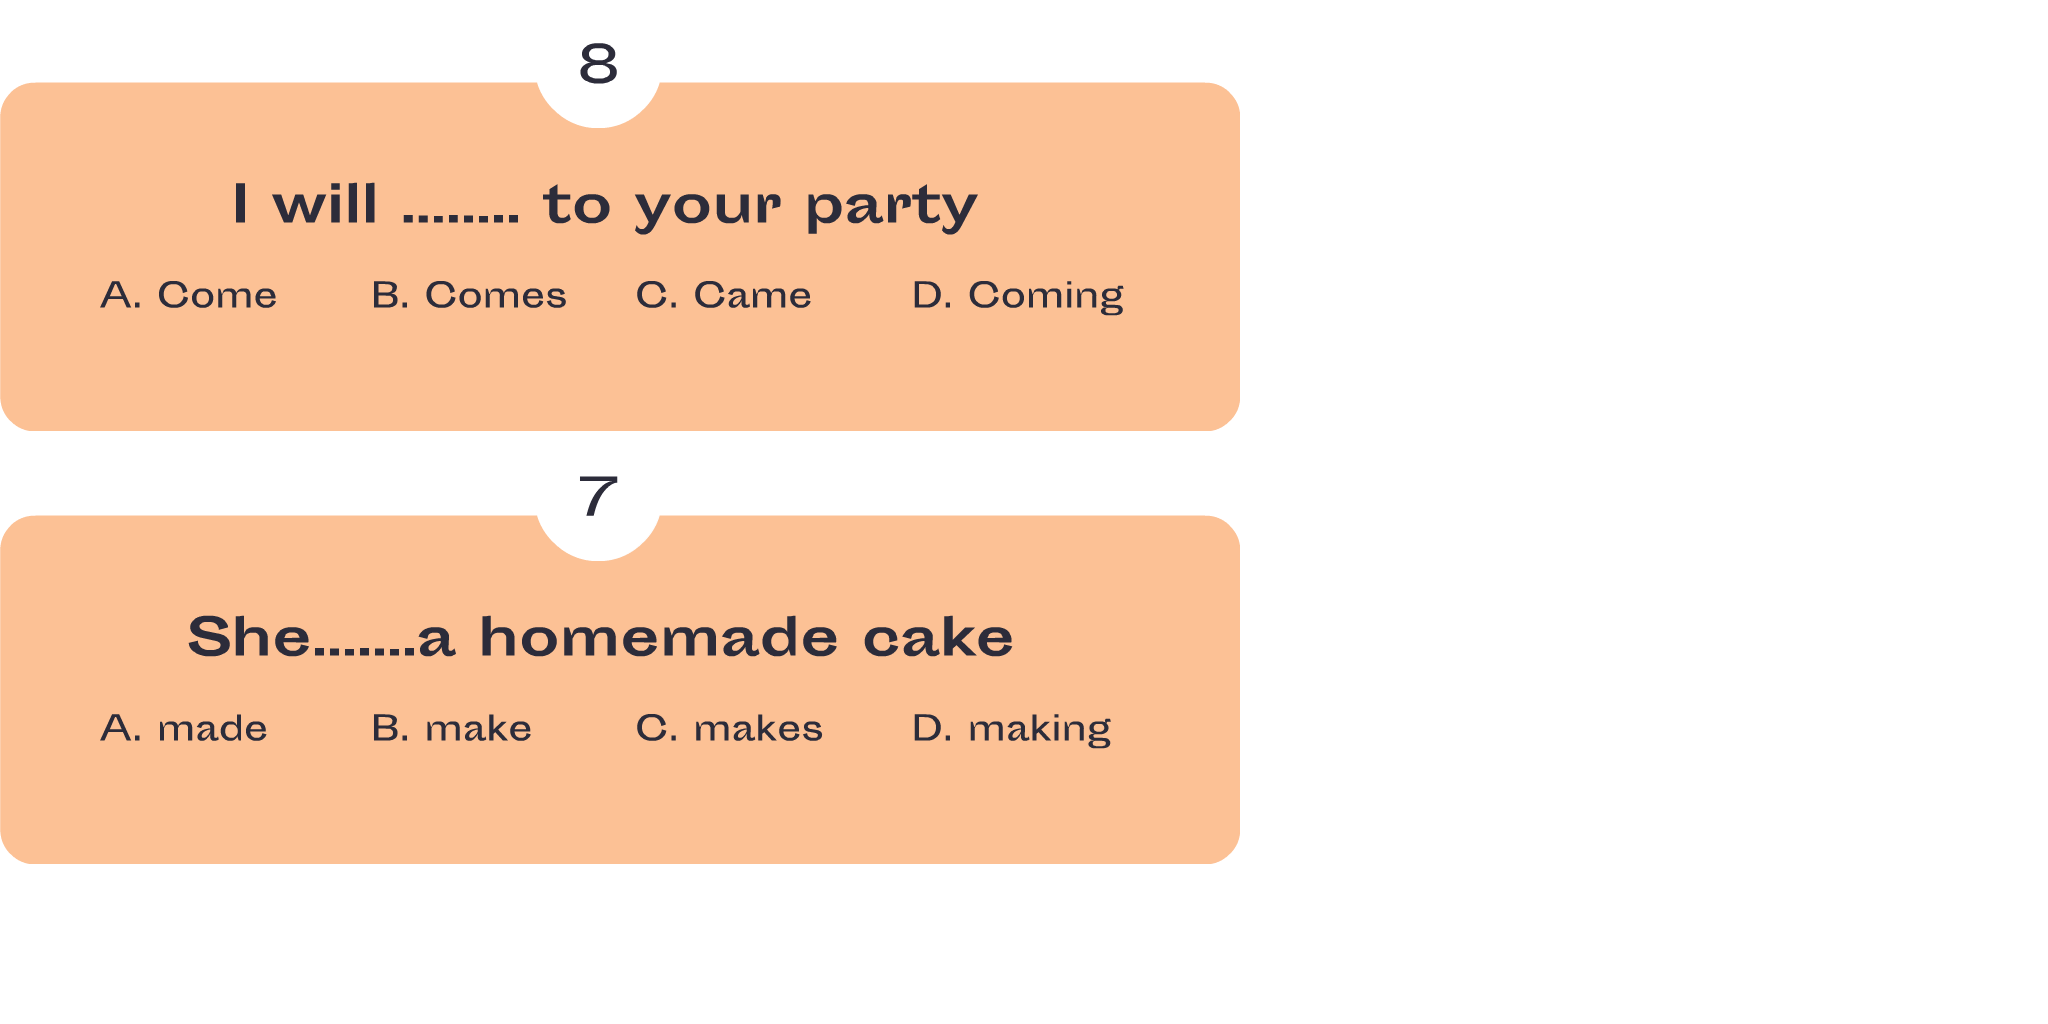 8
I will ........ to your party
A. Come B. Comes C. Came D. Coming
7
She.......a homemade cake
A. made B. make C. makes D. making